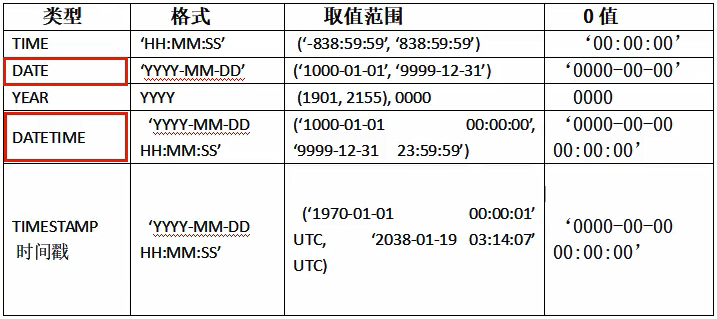 类型 格式 取值范围 0 值
TIME ‘HH:MM:SS’ (‘-838:59:59’, ‘838:59:59’) ‘00:00:00’
DATE ‘YYYY-MM-DD’ (‘1000-01-01’, ‘9999-12-31’) ‘0000-00-00’
YEAR YYYY (1901, 2155), 0000 0000
DATETIME ‘YYYY-MM-DD
HH:MM:SS’ (‘1000-01-01 00:00:00’,
‘9999-12-31 23:59:59’) ‘0000-00-00
00:00:00’
TIMESTAMP
时间戳 ‘YYYY-MM-DD
HH:MM:SS’ (‘1970-01-01 00:00:01’
UTC, ‘2038-01-19 03:14:07’
UTC) ‘0000-00-00
00:00:00’